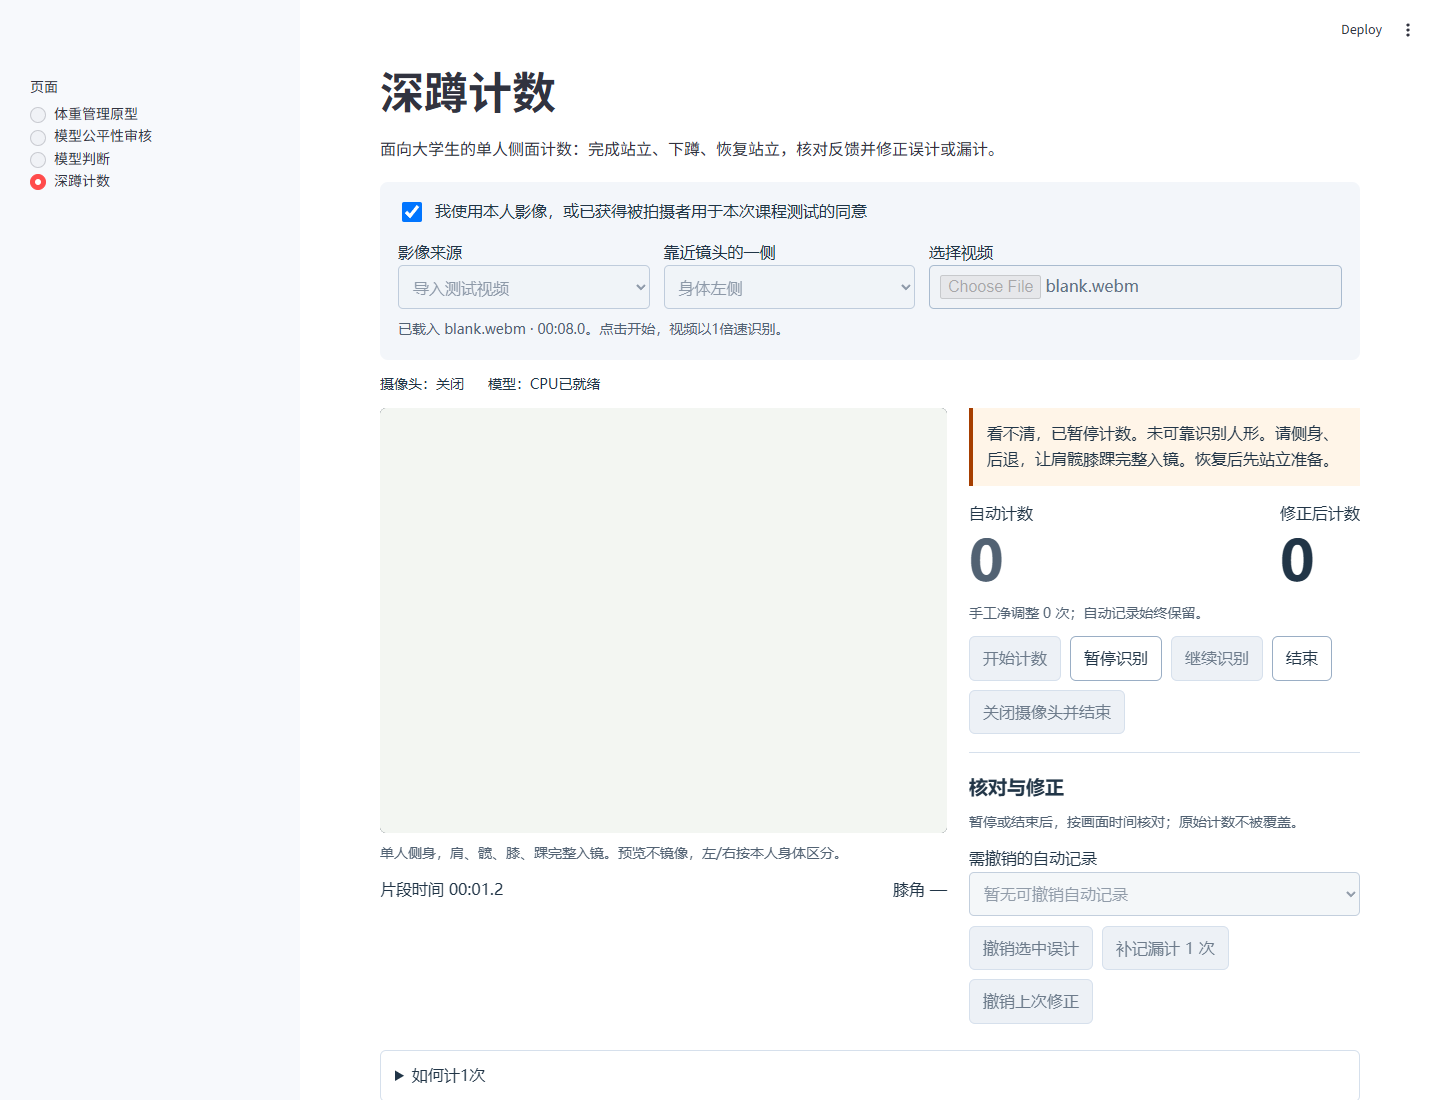 Deploy
页面
体重管理原型
模型公平性审核
模型判断
深蹲计数
深蹲计数
面向大学生的单人侧面计数：完成站立、下蹲、恢复站立，核对反馈并修正误计或漏计。
我使用本人影像，或已获得被拍摄者用于本次课程测试的同意
影像来源
靠近镜头的一侧
选择视频
导入测试视频
身体左侧
Choose File blank.webm
已载入 blank.webm · 00:08.0。点击开始，视频以1倍速识别。
摄像头：关闭 模型：CPU已就绪
看不清，已暂停计数。未可靠识别人形。请侧身、
后退，让肩髋膝踝完整入镜。恢复后先站立准备。
自动计数
修正后计数
0
0
手工净调整 0 次；自动记录始终保留。
开始计数
暂停识别
继续识别
结束
关闭摄像头并结束
核对与修正
暂停或结束后，按画面时间核对；原始计数不被覆盖。
需撤销的自动记录
暂无可撤销自动记录
撤销选中误计
补记漏计 1 次
撤销上次修正
单人侧身，肩、髋、膝、踝完整入镜。预览不镜像，左/右按本人身体区分。
片段时间 00:01.2
膝角 —
如何计1次